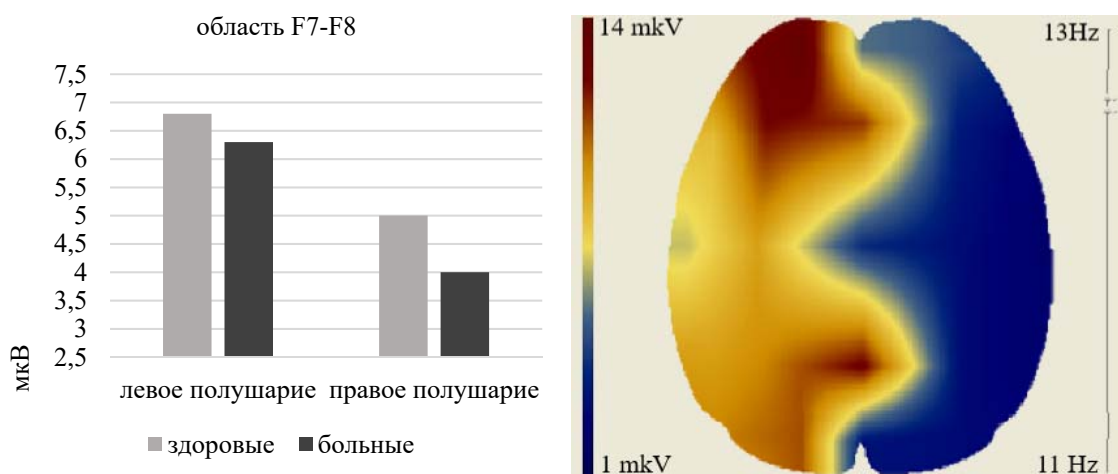 область F7-F8
7,5
7
6,5
6
5,5
5
4,5
4
3,5
3
2,5
мкВ
левое полушарие правое полушарие
здоровые больные
14 mkV
13Hz
1 mkV
11 Hz